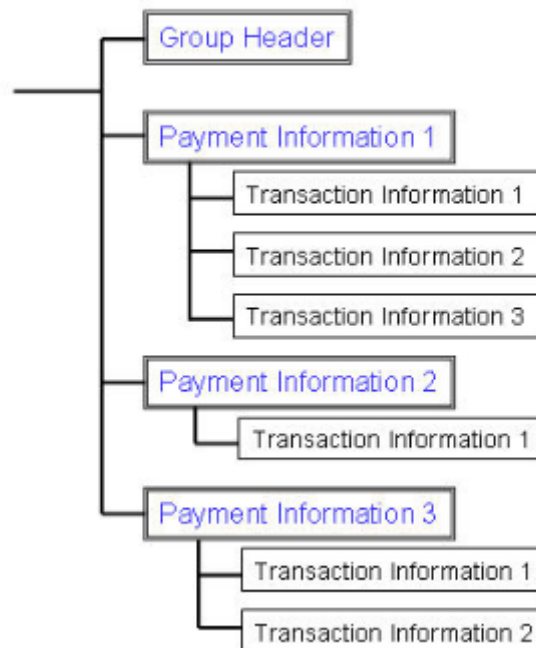 Group Header
Payment Information 1
Transaction Information 1
Transaction Information 2
Transaction Information 3
Payment Information 2
Transaction Information 1
Payment Information 3
Transaction Information 1
Transaction Information 2